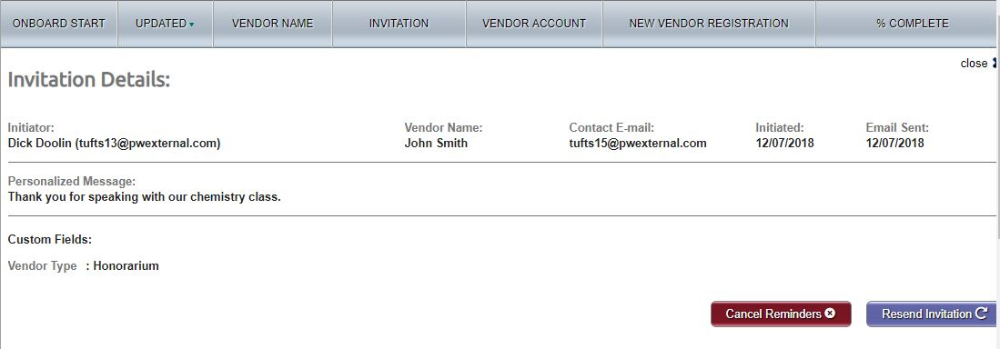 ONBOARD START UPDATED VENDOR NAME INVITATION VENDOR ACCOUNT NEW VENDOR REGISTRATION % COMPLETE
close
Invitation Details:
Initiator: Vendor Name: Contact E-mail: Initiated: Email Sent:
Dick Doolin (tufts13@pwexternal.com) John Smith tufts15@pwexternal.com 12/07/2018 12/07/2018
Personalized Message:
Thank you for speaking with our chemistry class.
Custom Fields:
Vendor Type : Honorarium
Cancel Reminders Resend Invitation